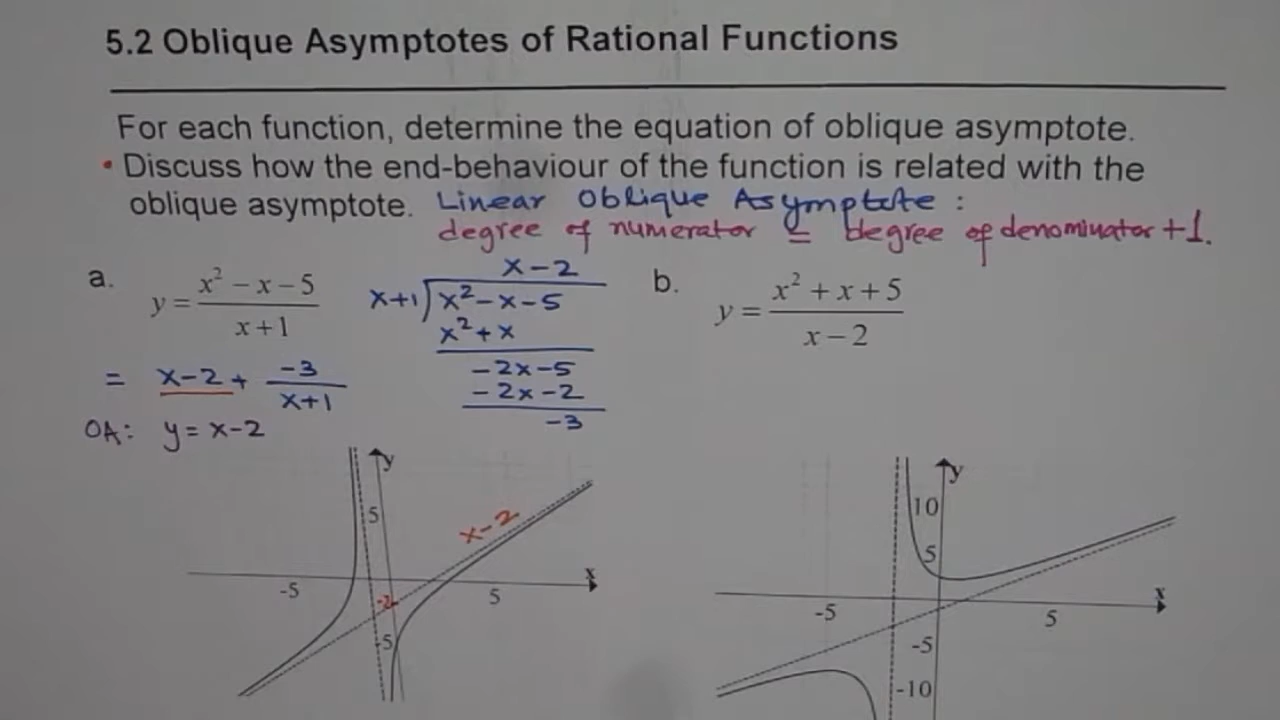 5.2 Oblique Asymptotes of Rational Functions
For each function, determine the equation of oblique asymptote.
• Discuss how the end-behaviour of the function is related with the
oblique asymptote. Linear Oblique Asymptote :
degree of numerator = degree of denominator +1.
a. y = (x² − x − 5)/(x + 1)
x−2
x+1 ) x²−x−5
x²+x
−2x−5
−2x−2
−3
= x−2 + −3/(x+1)
OA: y = x−2
b. y = (x² + x + 5)/(x − 2)
y
5
x−2
-5
x
5
-2
-5
y
10
5
x
-5
5
-5
-10